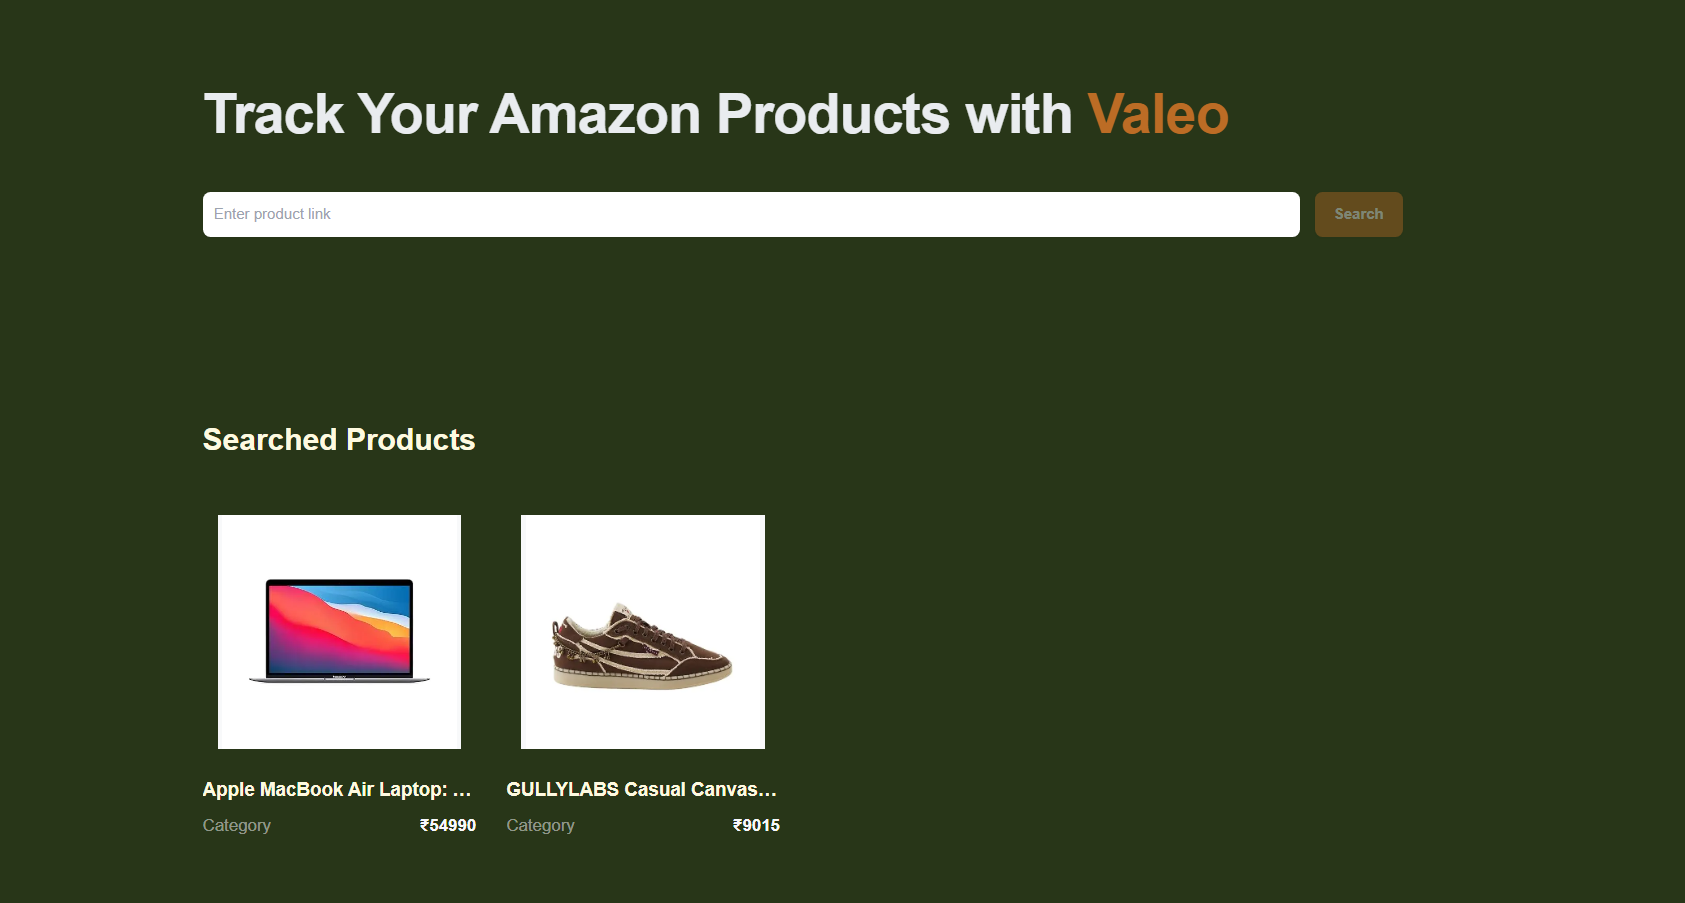 Track Your Amazon Products with Valeo
Enter product link
Search
Searched Products
Apple MacBook Air Laptop: ...
Category
₹54990
GULLYLABS Casual Canvas...
Category
₹9015